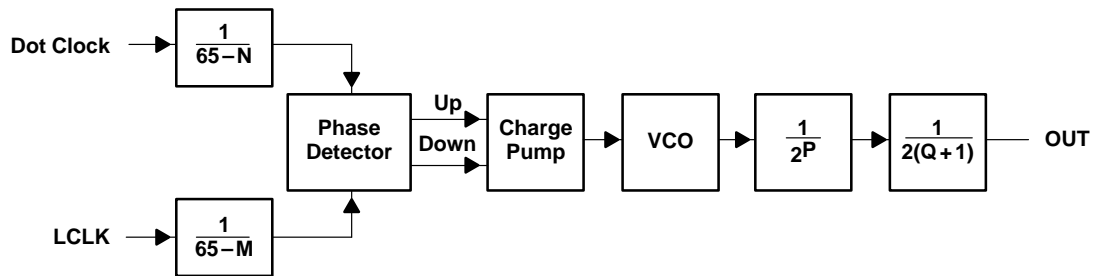 Dot Clock
1
65−N
Phase
Detector
Up
Down
Charge
Pump
VCO
1
2P
1
2(Q+1)
OUT
LCLK
1
65−M